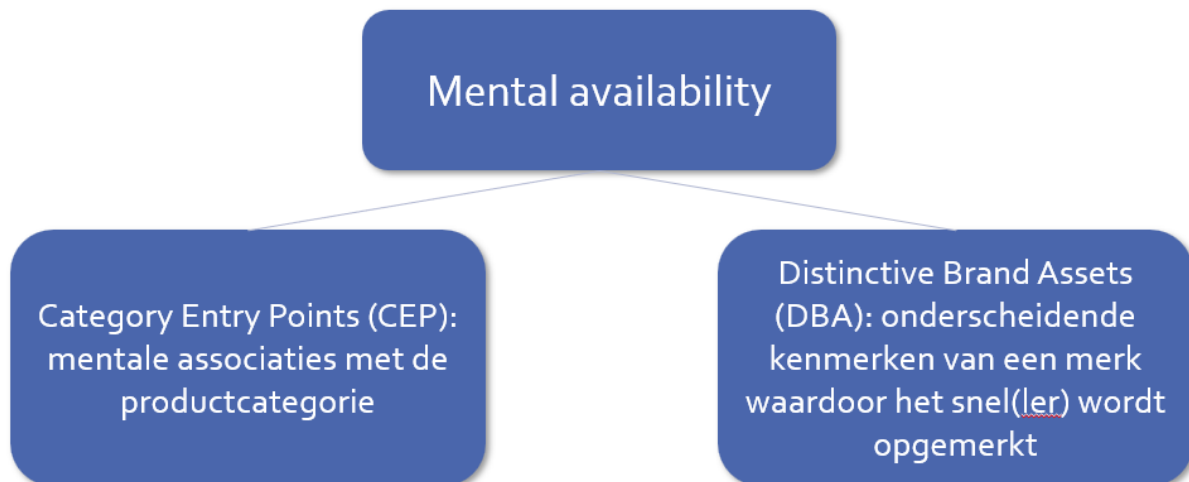 Mental availability
Category Entry Points (CEP):
mentale associaties met de
productcategorie
Distinctive Brand Assets
(DBA): onderscheidende
kenmerken van een merk
waardoor het snel(ler) wordt
opgemerkt